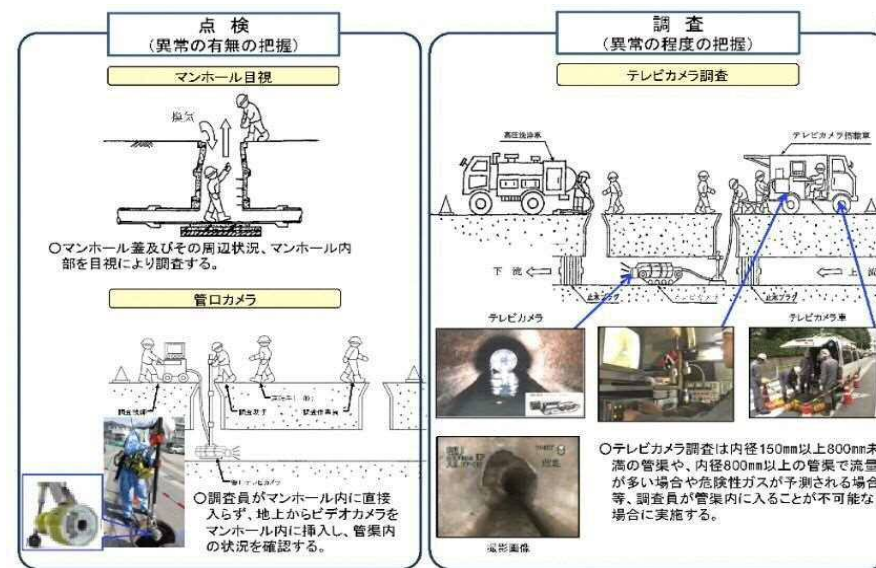 点 検
(異常の有無の把握)
マンホール目視
換気
○マンホール蓋及びその周辺状況、マンホール内
部を目視により調査する。
管口カメラ
調査助手
○調査員がマンホール内に直接
入らず、地上からビデオカメラを
マンホール内に挿入し、管渠内
の状況を確認する。
調 査
(異常の程度の把握)
テレビカメラ調査
高圧洗浄車
テレビカメラ搭載車
下 流
上 流
止水プラグ
テレビカメラ
止水プラグ
テレビカメラ
テレビカメラ車
○テレビカメラ調査は内径150mm以上800mm未
満の管渠や、内径800mm以上の管渠で流量
が多い場合や危険性ガスが予測される場合
等、調査員が管渠内に入ることが不可能な
場合に実施する。
撮影画像